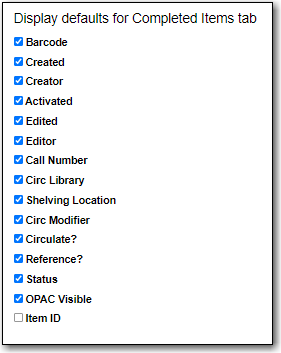 Display defaults for Completed Items tab
Barcode
Created
Creator
Activated
Edited
Editor
Call Number
Circ Library
Shelving Location
Circ Modifier
Circulate?
Reference?
Status
OPAC Visible
Item ID